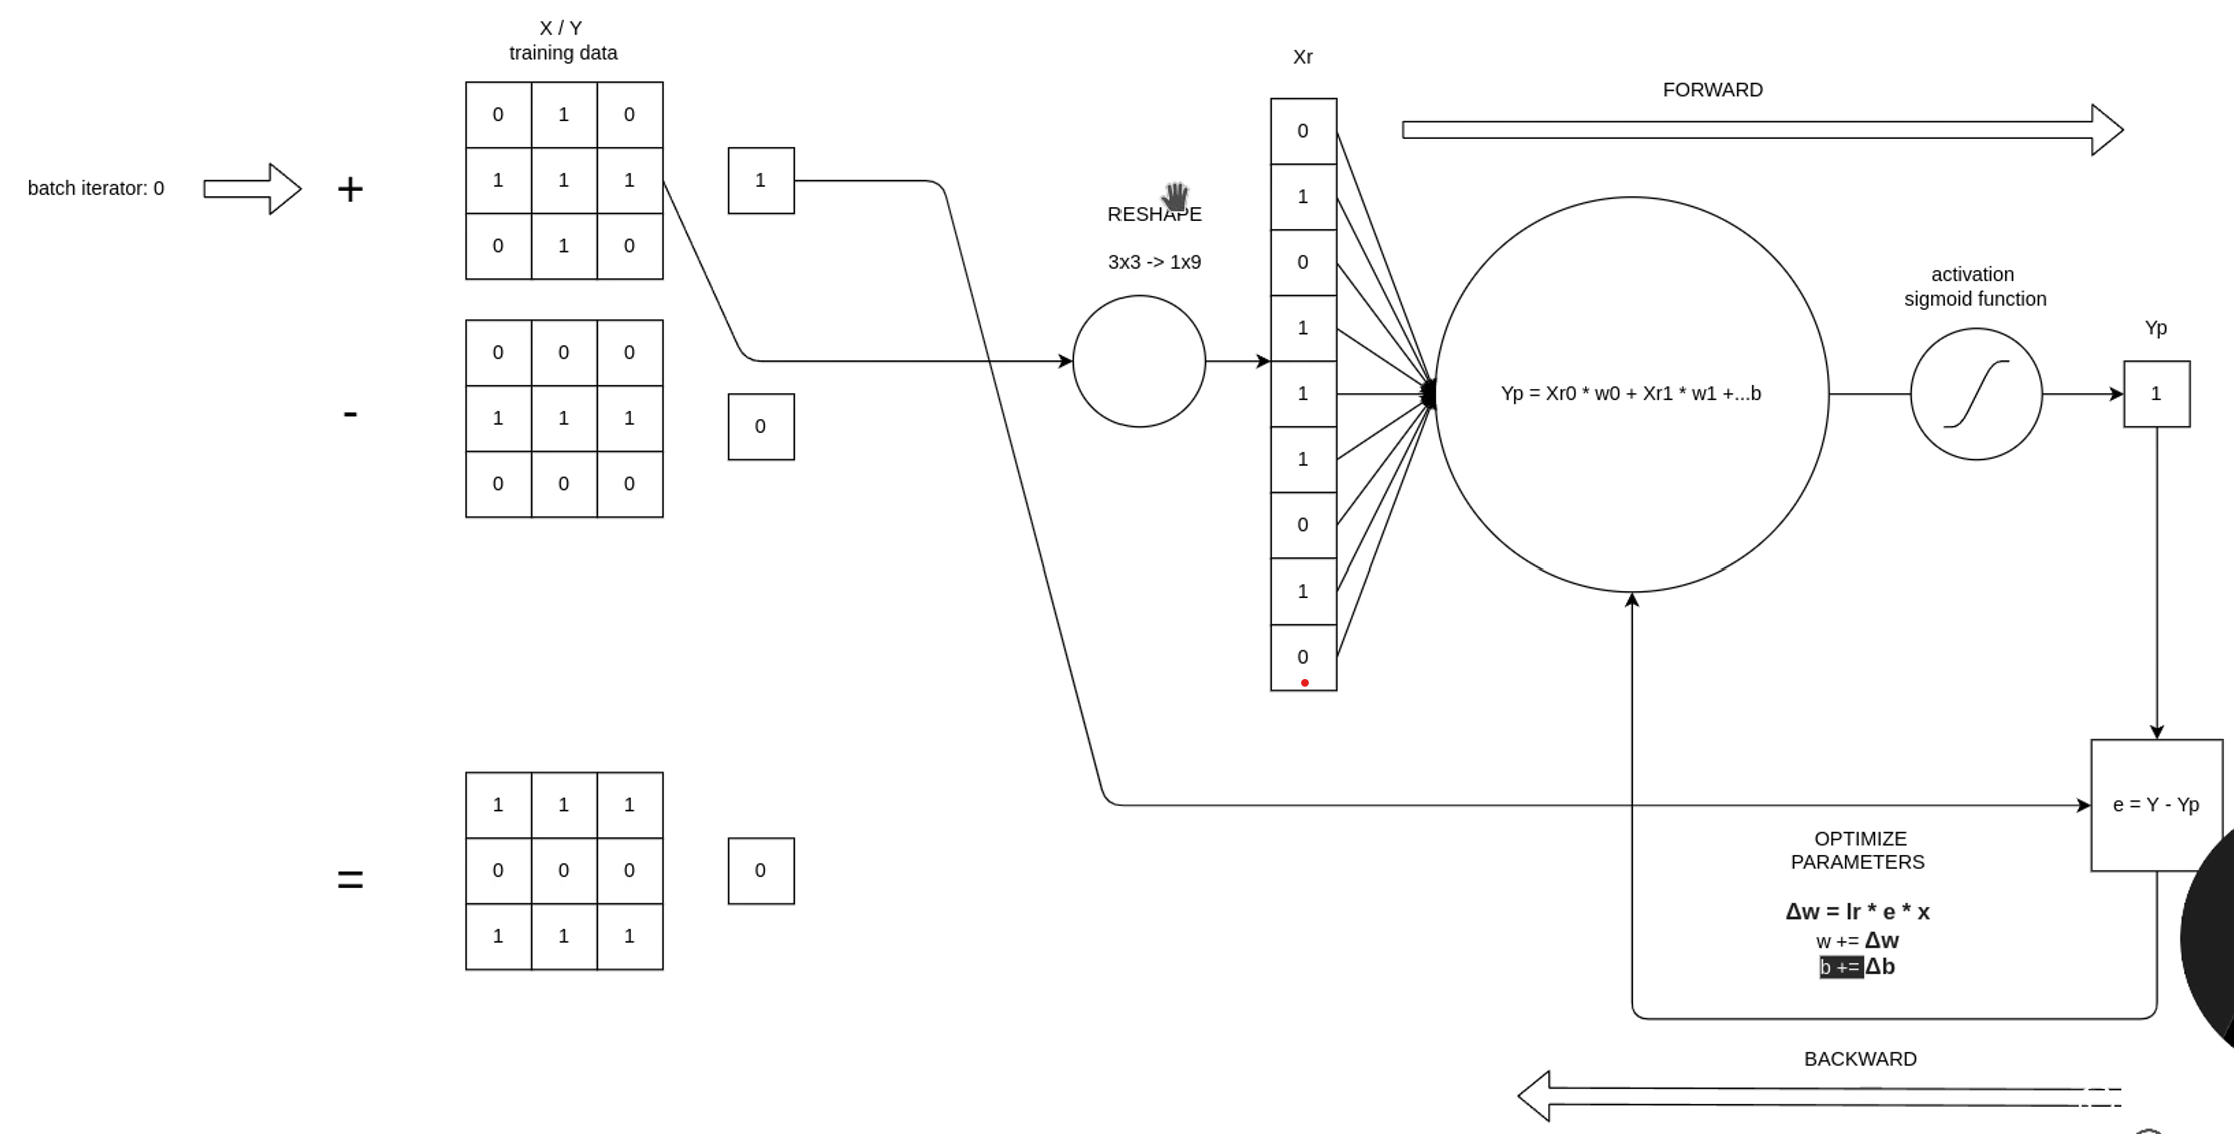 X / Y
training data
batch iterator: 0
+
0 1 0
1 1 1
0 1 0
1
-
0 0 0
1 1 1
0 0 0
0
=
1 1 1
0 0 0
1 1 1
0
RESHAPE
3x3 -> 1x9
Xr
0
1
0
1
1
1
0
1
0
FORWARD
Yp = Xr0 * w0 + Xr1 * w1 +...b
activation
sigmoid function
Yp
1
e = Y - Yp
OPTIMIZE
PARAMETERS
Δw = lr * e * x
w += Δw
b += Δb
BACKWARD